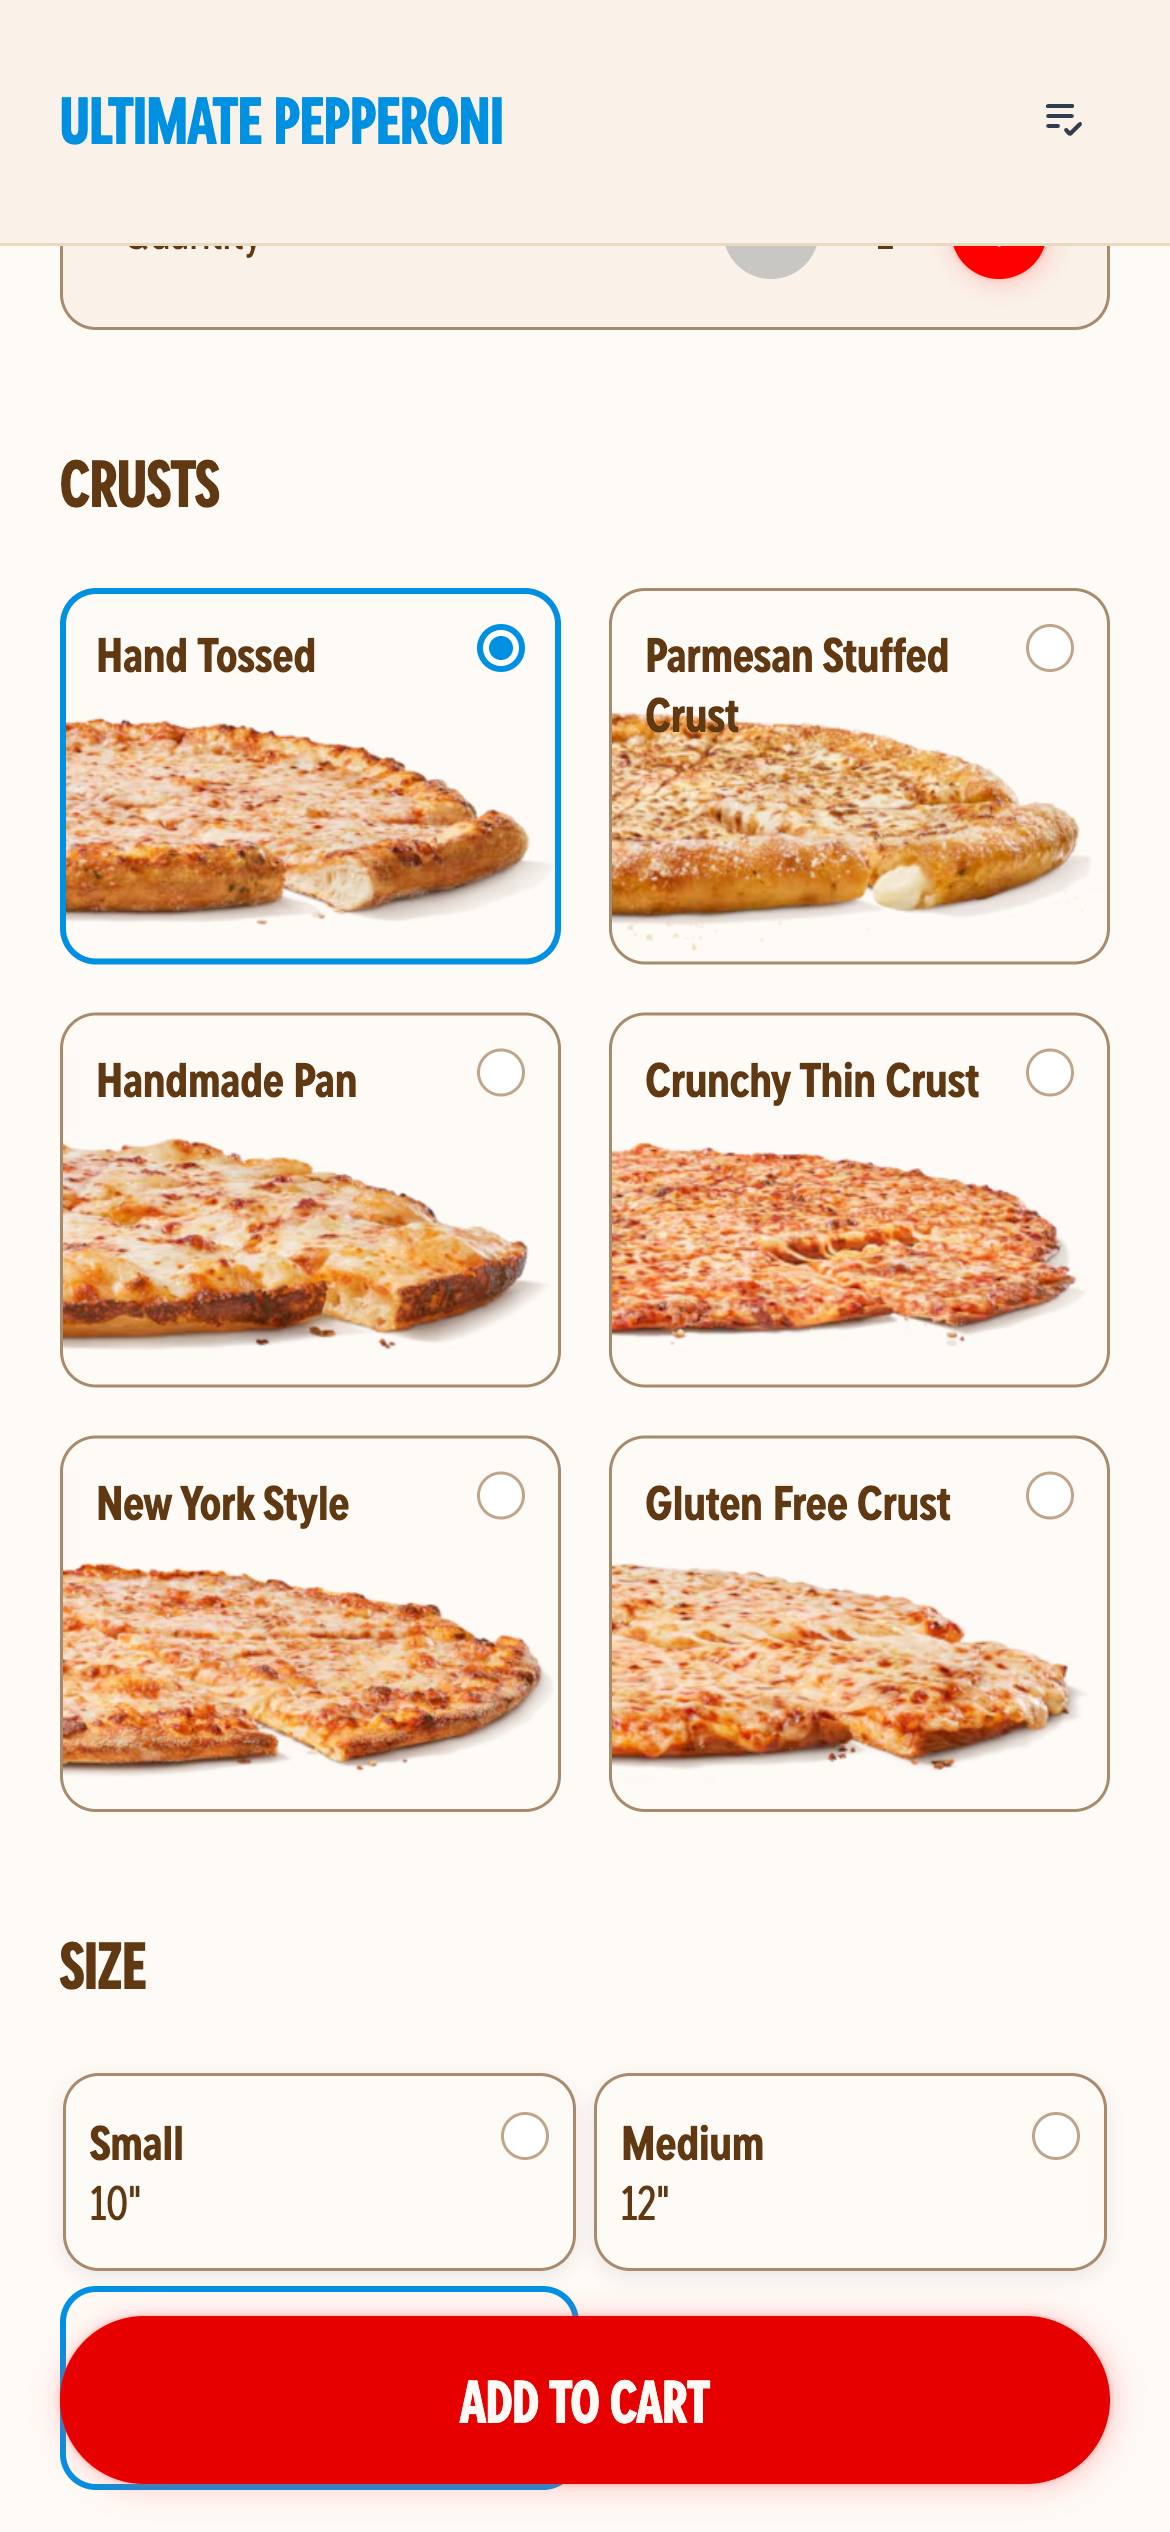 ULTIMATE PEPPERONI
Quantity
CRUSTS
Hand Tossed
Parmesan Stuffed
Crust
Handmade Pan
Crunchy Thin Crust
New York Style
Gluten Free Crust
SIZE
Small
10"
Medium
12"
ADD TO CART